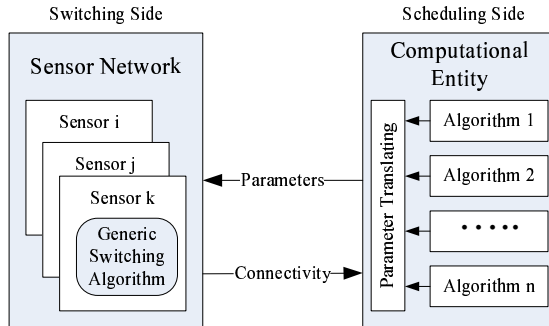 Switching Side
Scheduling Side
Sensor Network
Computational
Entity
Sensor i
Sensor j
Sensor k
Generic
Switching
Algorithm
Parameters
Connectivity
Parameter Translating
Algorithm 1
Algorithm 2
.....
Algorithm n